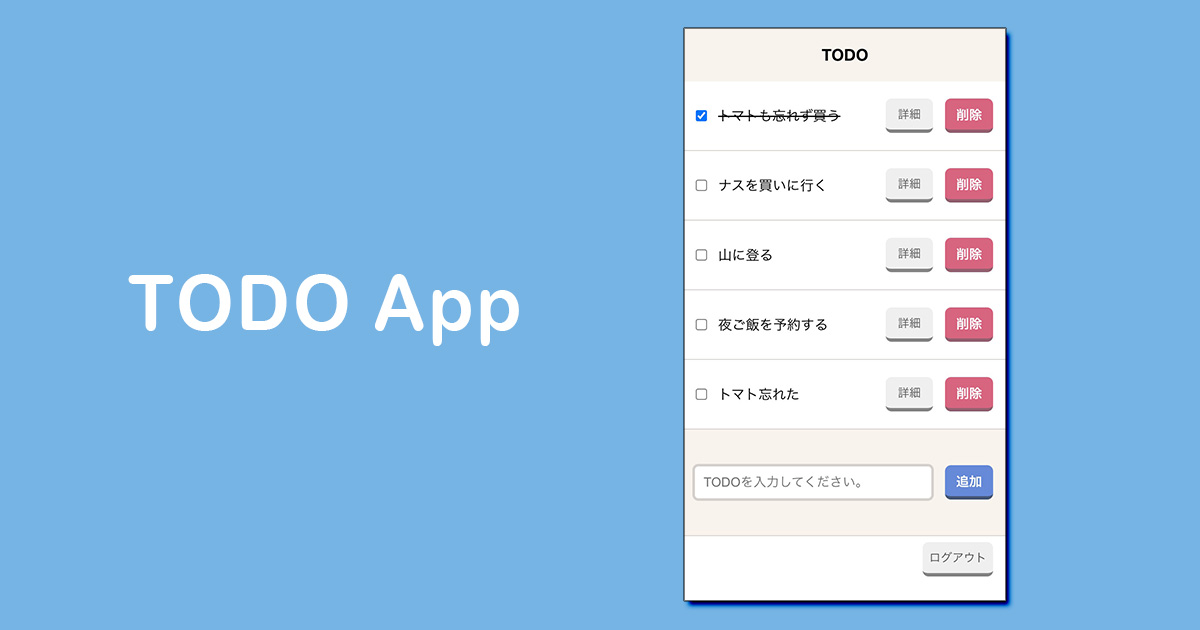 TODO App
TODO
トマトも忘れず買う 詳細 削除
ナスを買いに行く 詳細 削除
山に登る 詳細 削除
夜ご飯を予約する 詳細 削除
トマト忘れた 詳細 削除
TODOを入力してください。 追加
ログアウト